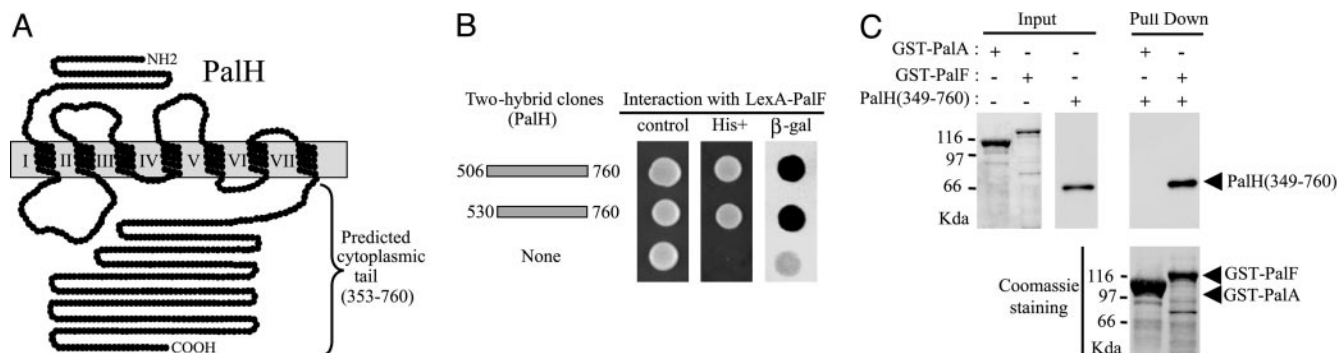 A
NH2
PalH
I II III IV V VI VII
Predicted
cytoplasmic
tail
(353-760)
COOH
B
Two-hybrid clones
(PalH)
Interaction with LexA-PalF
control His+ β-gal
506 760
530 760
None
C
Input Pull Down
GST-PalA : + - - + -
GST-PalF : - + - - +
PalH(349-760) : - - + + +
116
97
66
Kda
PalH(349-760)
Coomassie
staining
116
97
66
Kda
GST-PalF
GST-PalA